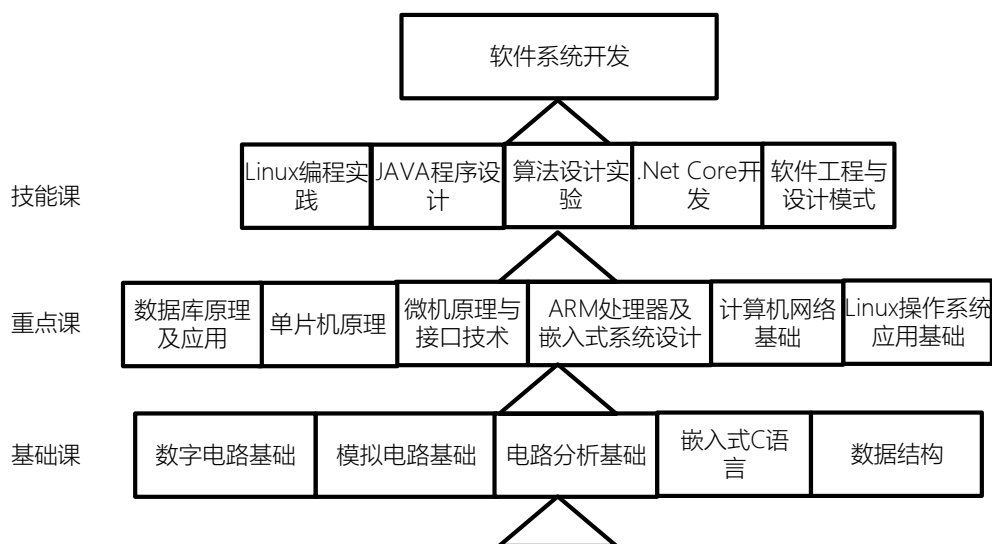 软件系统开发
技能课
Linux编程实
践
JAVA程序设
计
算法设计实
验
.Net Core开
发
软件工程与
设计模式
重点课
数据库原理
及应用
单片机原理
微机原理与
接口技术
ARM处理器及
嵌入式系统设计
计算机网络
基础
Linux操作系统
应用基础
基础课
数字电路基础
模拟电路基础
电路分析基础
嵌入式C语
言
数据结构